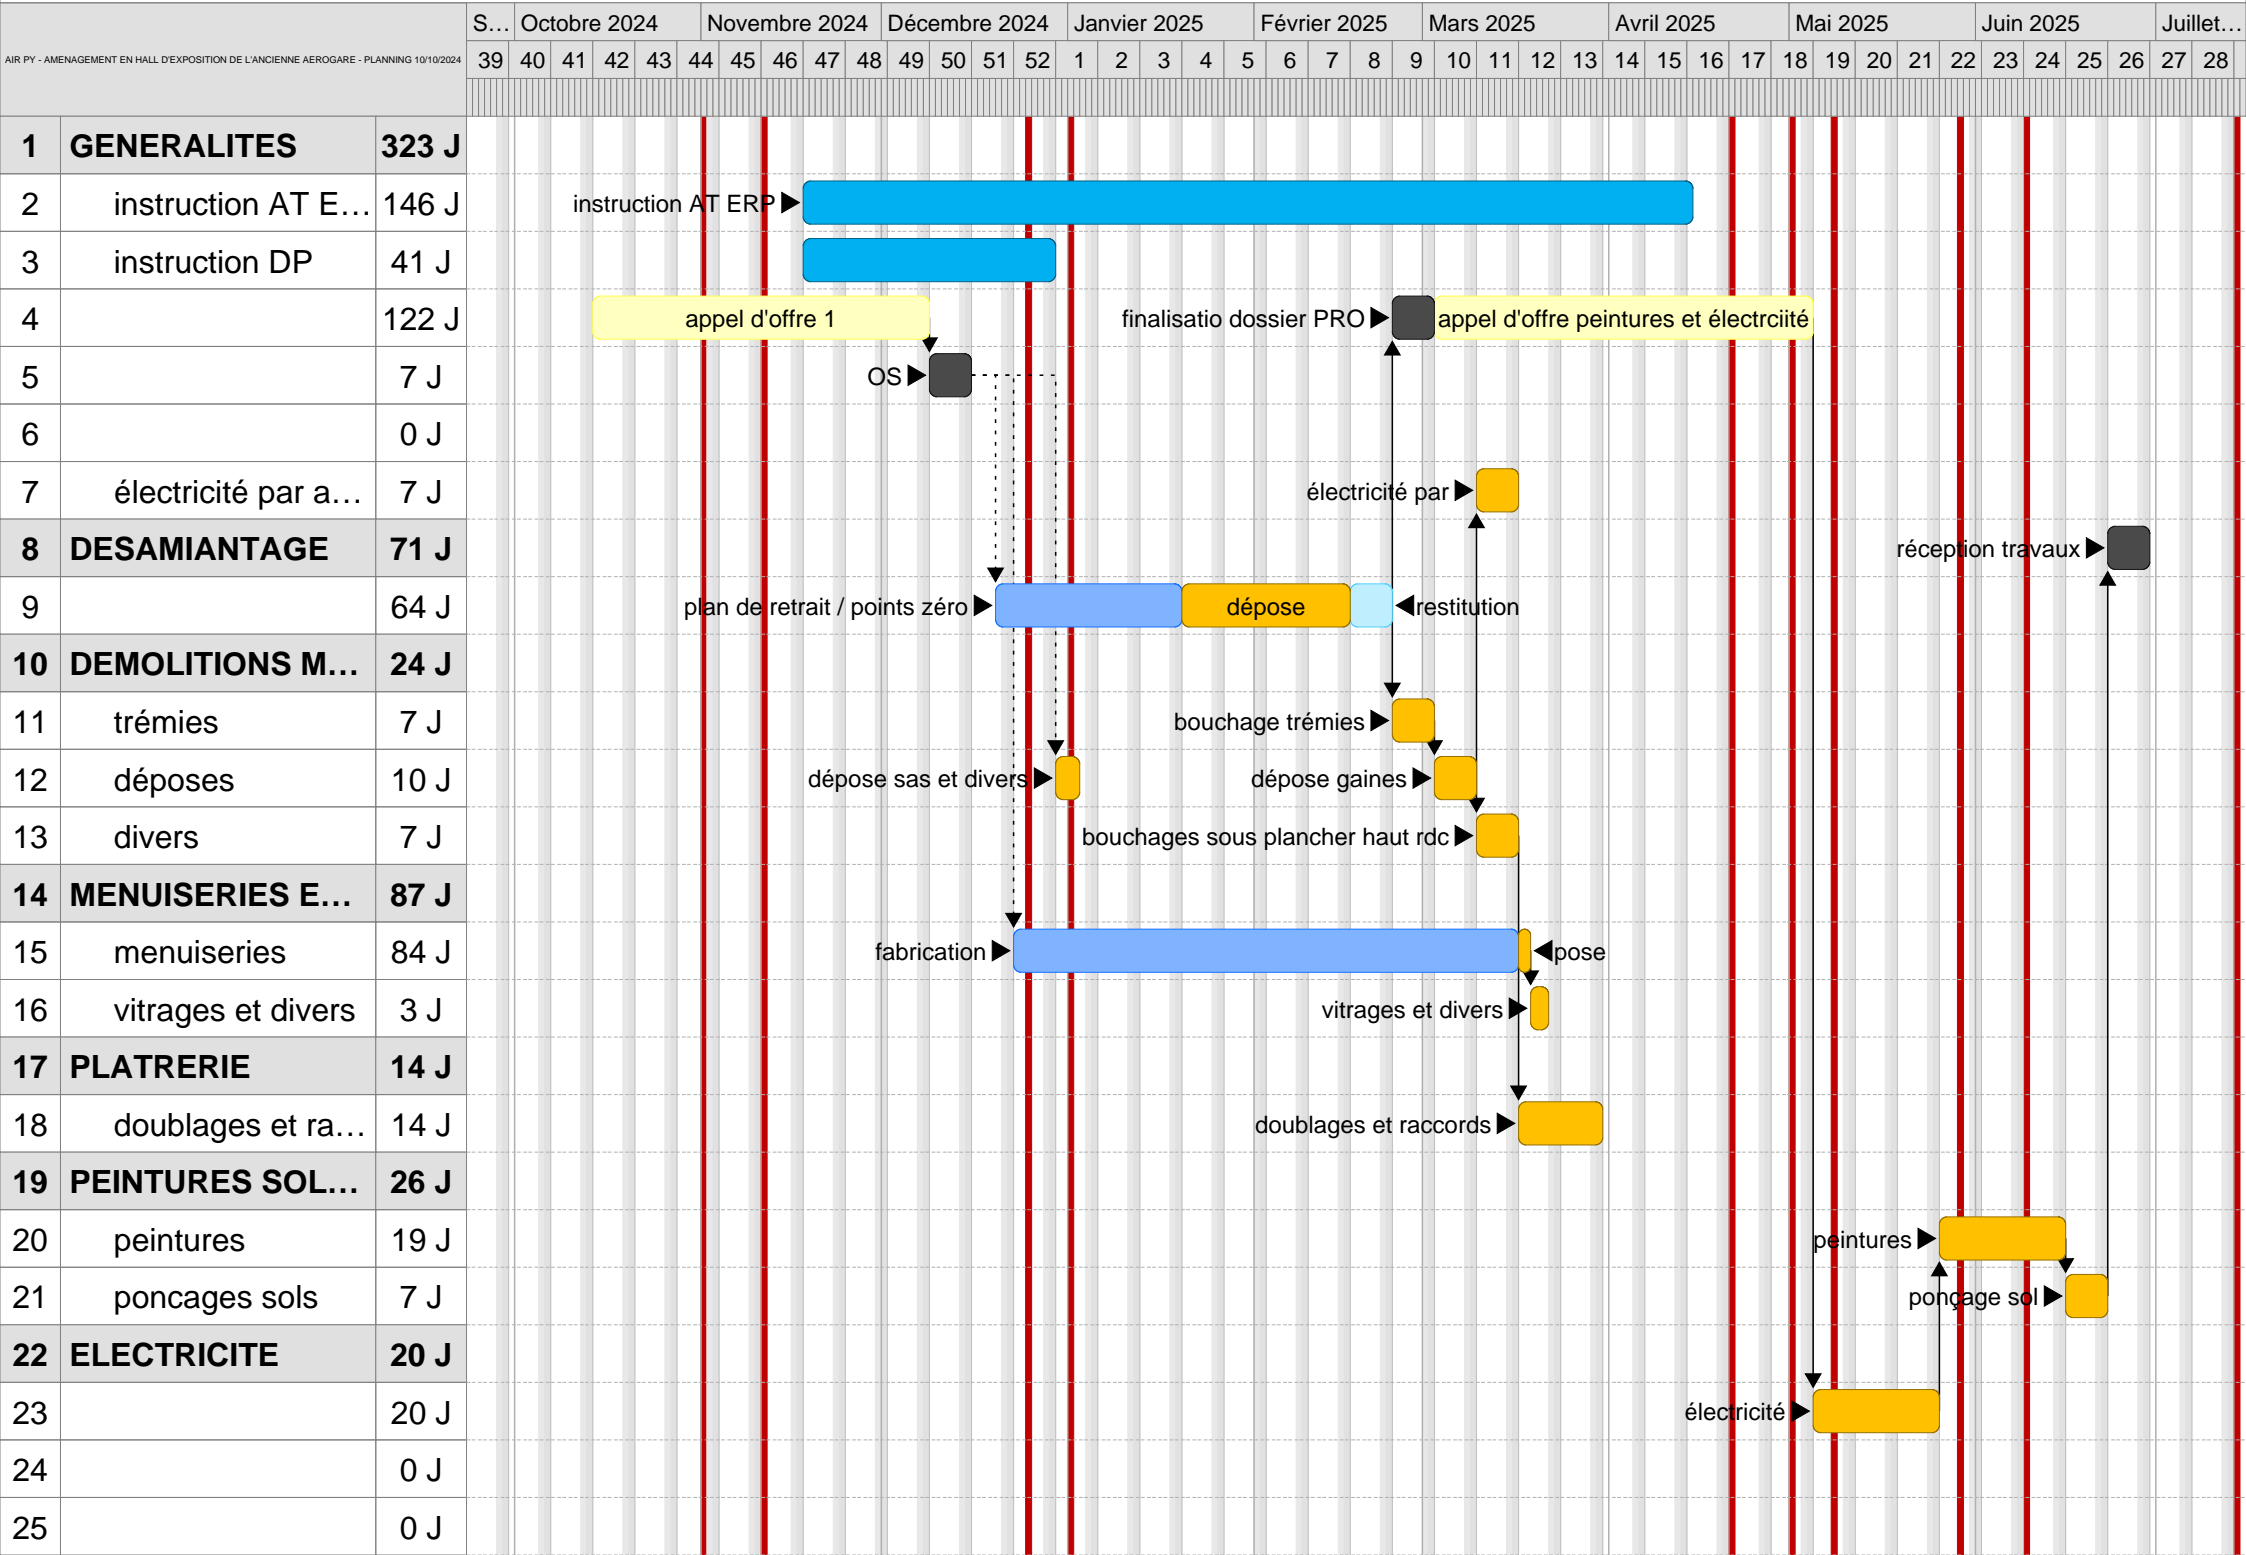 S… Octobre 2024 Novembre 2024 Décembre 2024 Janvier 2025 Février 2025 Mars 2025 Avril 2025 Mai 2025 Juin 2025 Juillet…
AIR PY - AMENAGEMENT EN HALL D'EXPOSITION DE L'ANCIENNE AEROGARE - PLANNING 10/10/2024
39 40 41 42 43 44 45 46 47 48 49 50 51 52 1 2 3 4 5 6 7 8 9 10 11 12 13 14 15 16 17 18 19 20 21 22 23 24 25 26 27 28
1 GENERALITES 323 J
2 instruction AT E… 146 J instruction AT ERP
3 instruction DP 41 J
4 122 J appel d'offre 1 finalisatio dossier PRO appel d'offre peintures et électrciité
5 7 J OS
6 0 J
7 électricité par a… 7 J électricité par
8 DESAMIANTAGE 71 J réception travaux
9 64 J plan de retrait / points zéro dépose restitution
10 DEMOLITIONS M… 24 J
11 trémies 7 J bouchage trémies
12 déposes 10 J dépose sas et divers dépose gaines
13 divers 7 J bouchages sous plancher haut rdc
14 MENUISERIES E… 87 J
15 menuiseries 84 J fabrication pose
16 vitrages et divers 3 J vitrages et divers
17 PLATRERIE 14 J
18 doublages et ra… 14 J doublages et raccords
19 PEINTURES SOL… 26 J
20 peintures 19 J peintures
21 poncages sols 7 J ponçage sol
22 ELECTRICITE 20 J
23 20 J électricité
24 0 J
25 0 J